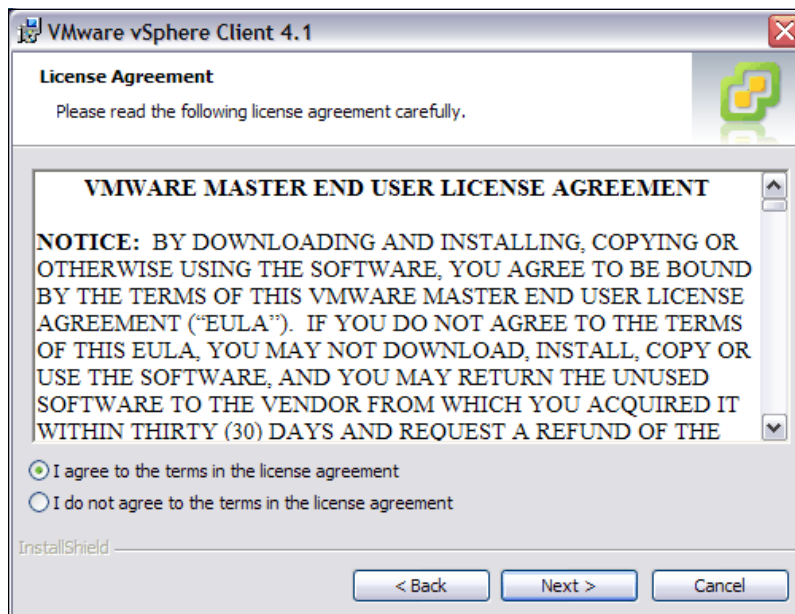 VMware vSphere Client 4.1
License Agreement
Please read the following license agreement carefully.
VMWARE MASTER END USER LICENSE AGREEMENT
NOTICE: BY DOWNLOADING AND INSTALLING, COPYING OR
OTHERWISE USING THE SOFTWARE, YOU AGREE TO BE BOUND
BY THE TERMS OF THIS VMWARE MASTER END USER LICENSE
AGREEMENT (“EULA”). IF YOU DO NOT AGREE TO THE TERMS
OF THIS EULA, YOU MAY NOT DOWNLOAD, INSTALL, COPY OR
USE THE SOFTWARE, AND YOU MAY RETURN THE UNUSED
SOFTWARE TO THE VENDOR FROM WHICH YOU ACQUIRED IT
WITHIN THIRTY (30) DAYS AND REQUEST A REFUND OF THE
I agree to the terms in the license agreement
I do not agree to the terms in the license agreement
InstallShield
< Back
Next >
Cancel